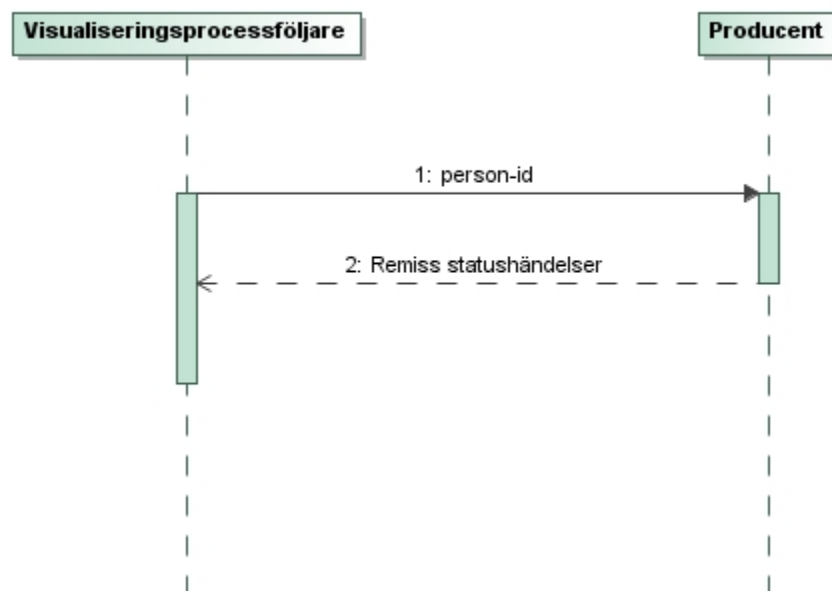 Visualiseringsprocessföljare
Producent
1: person-id
2: Remiss statushändelser